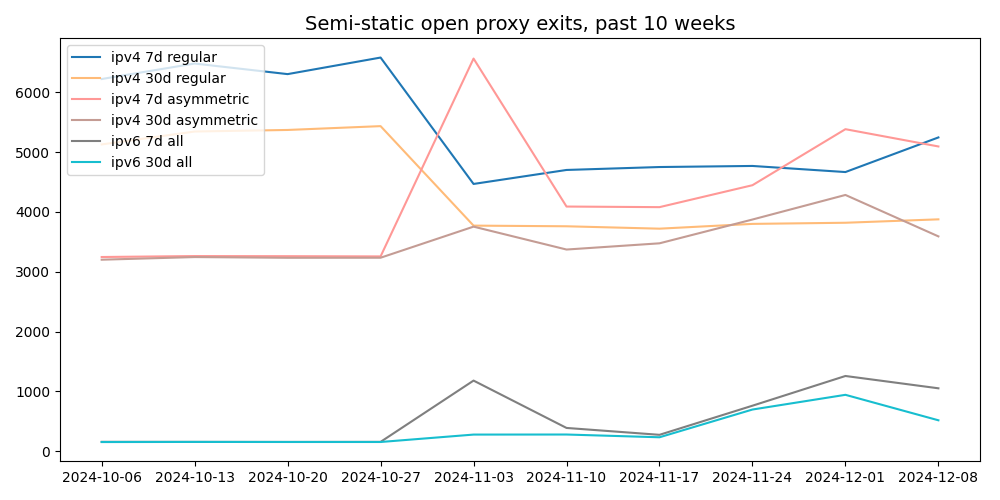 Semi-static open proxy exits, past 10 weeks
ipv4 7d regular
ipv4 30d regular
ipv4 7d asymmetric
ipv4 30d asymmetric
ipv6 7d all
ipv6 30d all
6000
5000
4000
3000
2000
1000
0
2024-10-06 2024-10-13 2024-10-20 2024-10-27 2024-11-03 2024-11-10 2024-11-17 2024-11-24 2024-12-01 2024-12-08